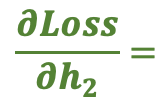 ∂Loss
∂h₂ =